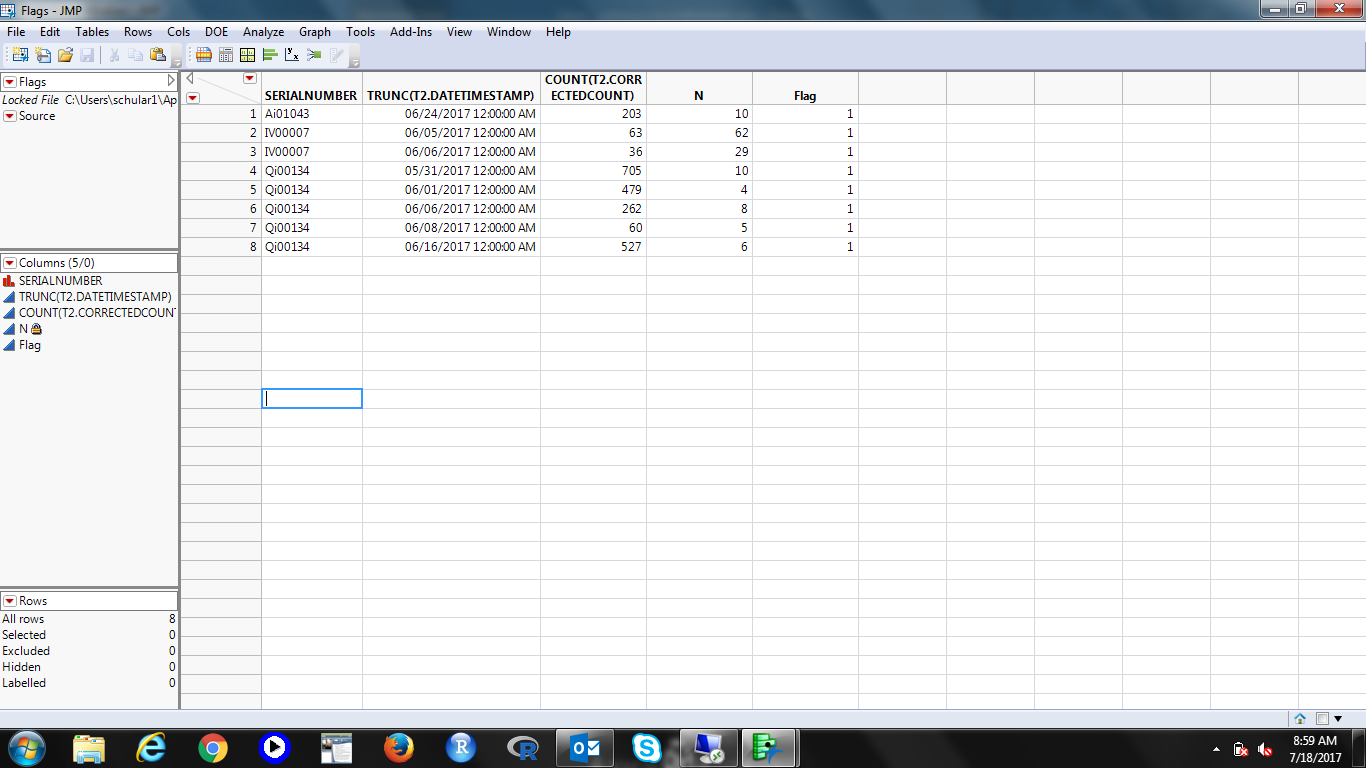 Flags - JMP
File Edit Tables Rows Cols DOE Analyze Graph Tools Add-Ins View Window Help
Flags
Locked File C:\Users\schular1\Ap
Source
Columns (5/0)
SERIALNUMBER
TRUNC(T2.DATETIMESTAMP)
COUNT(T2.CORRECTEDCOUNT
N
Flag
Rows
All rows 8
Selected 0
Excluded 0
Hidden 0
Labelled 0
SERIALNUMBER TRUNC(T2.DATETIMESTAMP) COUNT(T2.CORR
ECTEDCOUNT) N Flag
1 Ai01043 06/24/2017 12:00:00 AM 203 10 1
2 IV00007 06/05/2017 12:00:00 AM 63 62 1
3 IV00007 06/06/2017 12:00:00 AM 36 29 1
4 Qi00134 05/31/2017 12:00:00 AM 705 10 1
5 Qi00134 06/01/2017 12:00:00 AM 479 4 1
6 Qi00134 06/06/2017 12:00:00 AM 262 8 1
7 Qi00134 06/08/2017 12:00:00 AM 60 5 1
8 Qi00134 06/16/2017 12:00:00 AM 527 6 1
8:59 AM
7/18/2017